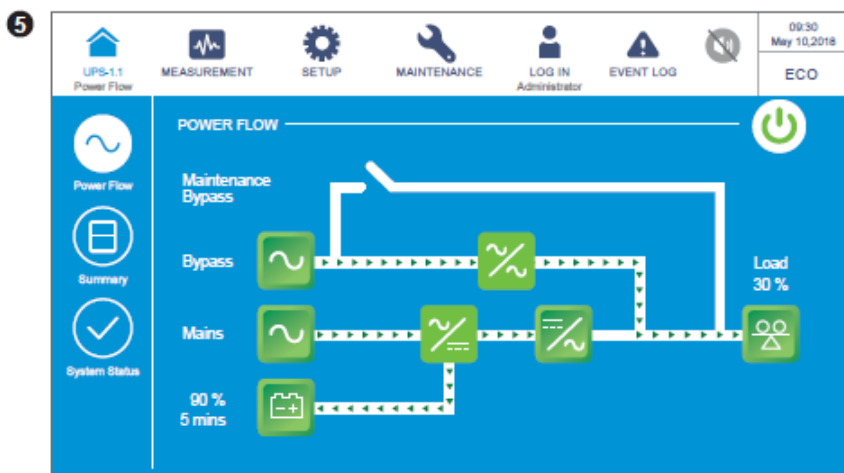 5
UPS-1.1
Power Flow
MEASUREMENT
SETUP
MAINTENANCE
LOG IN
Administrator
EVENT LOG
09:30
May 10,2018
ECO
Power Flow
Summary
System Status
POWER FLOW
Maintenance
Bypass
Bypass
Mains
90 %
5 mins
Load
30 %